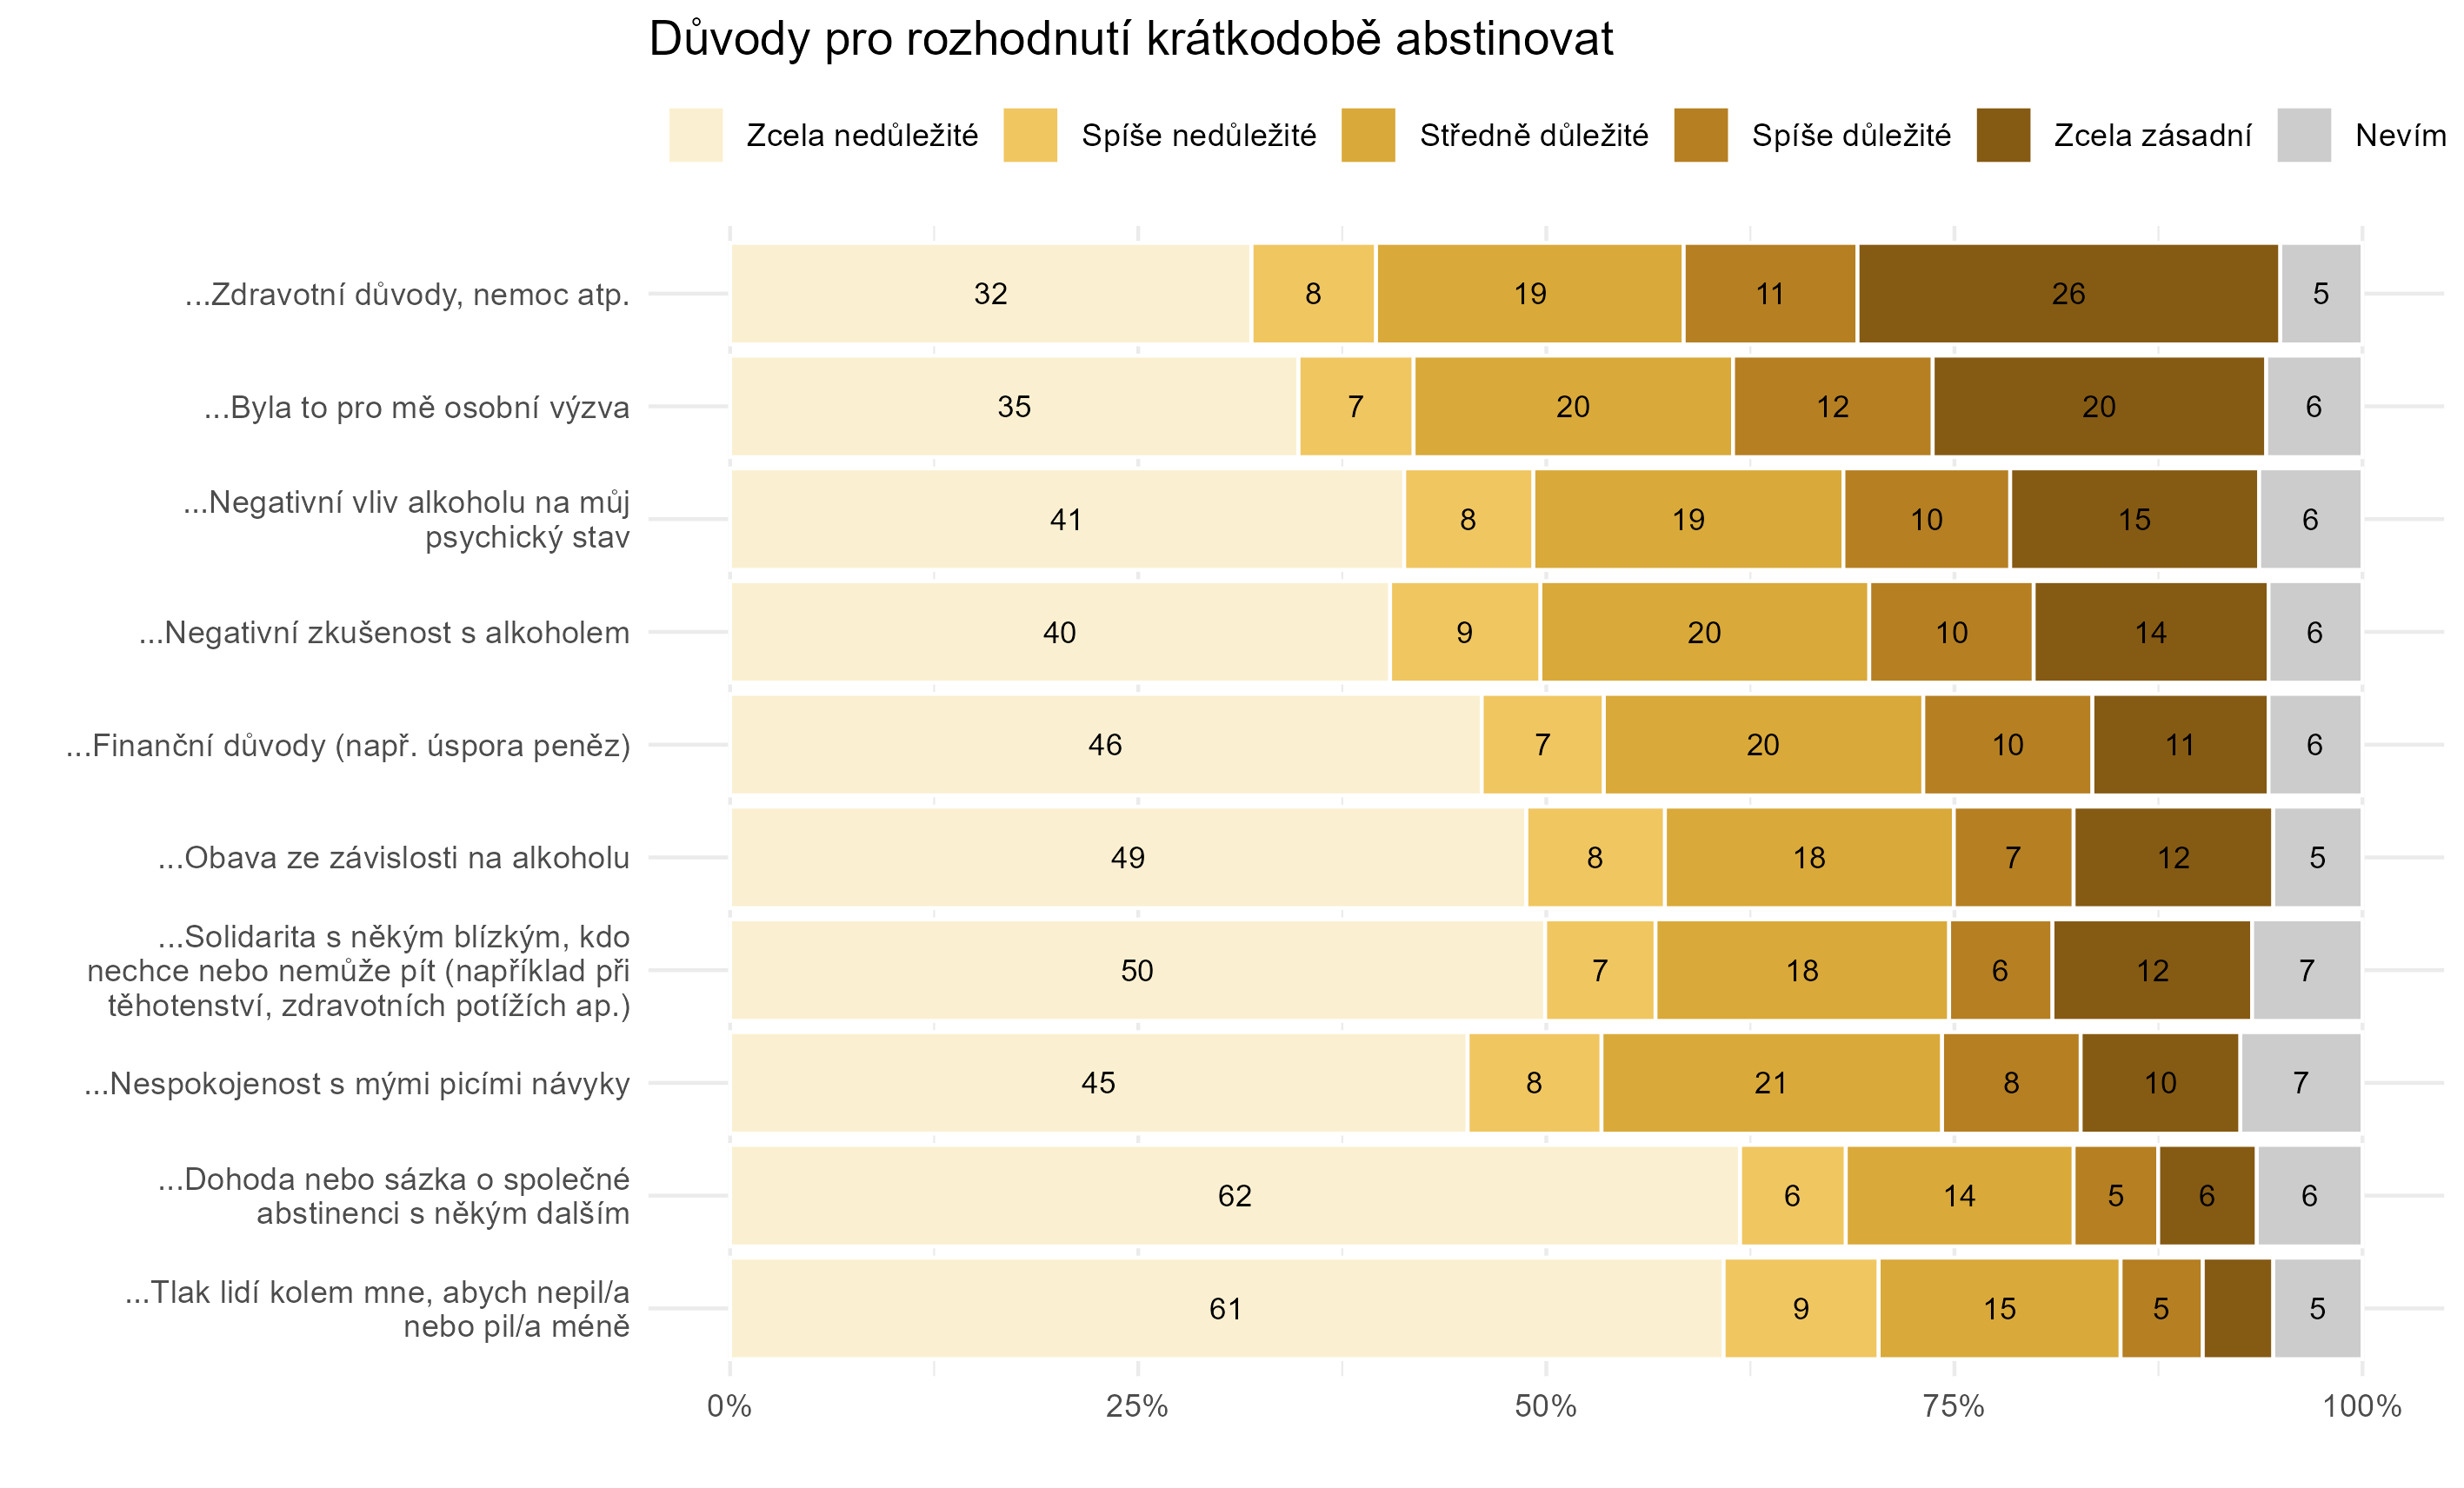 Důvody pro rozhodnutí krátkodobě abstinovat
Zcela nedůležité Spíše nedůležité Středně důležité Spíše důležité Zcela zásadní Nevím
...Zdravotní důvody, nemoc atp. 32 8 19 11 26 5
...Byla to pro mě osobní výzva 35 7 20 12 20 6
...Negativní vliv alkoholu na můj
psychický stav
41 8 19 10 15 6
...Negativní zkušenost s alkoholem 40 9 20 10 14 6
...Finanční důvody (např. úspora peněz) 46 7 20 10 11 6
...Obava ze závislosti na alkoholu 49 8 18 7 12 5
...Solidarita s někým blízkým, kdo
nechce nebo nemůže pít (například při
těhotenství, zdravotních potížích ap.)
50 7 18 6 12 7
...Nespokojenost s mými picími návyky 45 8 21 8 10 7
...Dohoda nebo sázka o společné
abstinenci s někým dalším
62 6 14 5 6 6
...Tlak lidí kolem mne, abych nepil/a
nebo pil/a méně
61 9 15 5 5
0% 25% 50% 75% 100%